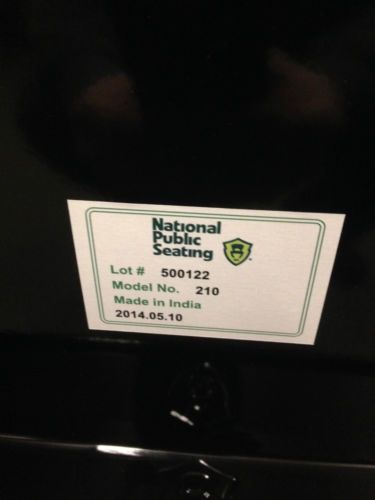 National
Public
Seating
Lot # 500122
Model No. 210
Made in India
2014.05.10